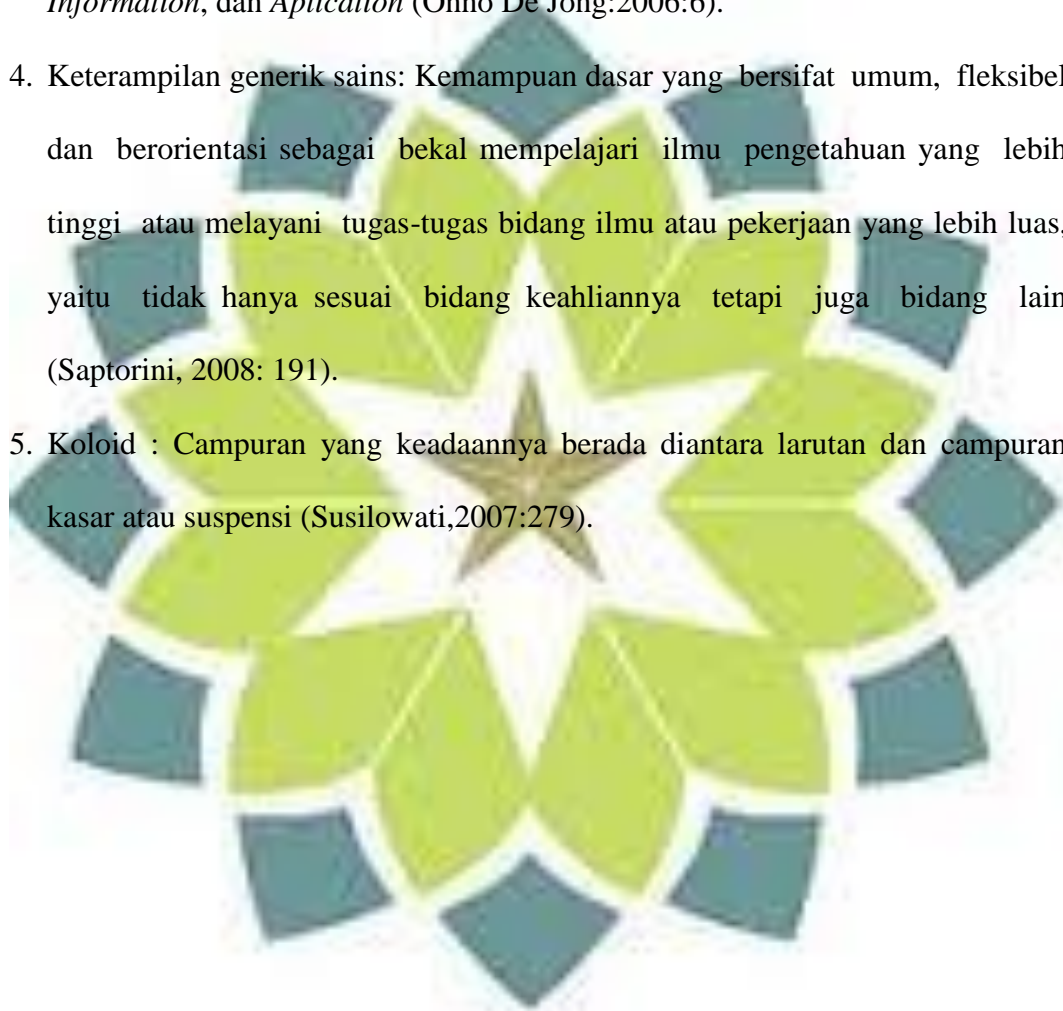 Information, dan Aplication (Onno De Jong:2006:6).
4. Keterampilan generik sains: Kemampuan dasar yang bersifat umum, fleksibel
dan berorientasi sebagai bekal mempelajari ilmu pengetahuan yang lebih
tinggi atau melayani tugas-tugas bidang ilmu atau pekerjaan yang lebih luas,
yaitu tidak hanya sesuai bidang keahliannya tetapi juga bidang lain
(Saptorini, 2008: 191).
5. Koloid : Campuran yang keadaannya berada diantara larutan dan campuran
kasar atau suspensi (Susilowati,2007:279).